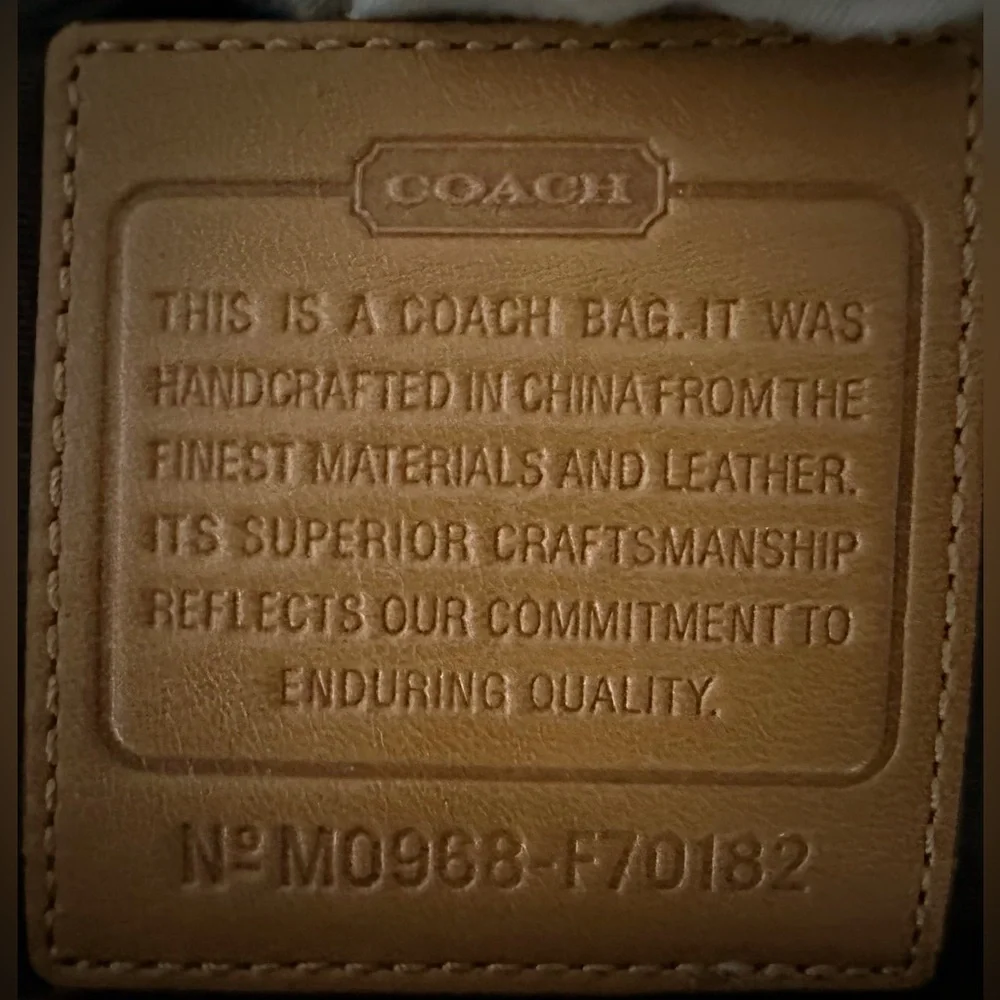 COACH
THIS IS A COACH BAG. IT WAS
HANDCRAFTED IN CHINA FROM THE
FINEST MATERIALS AND LEATHER.
ITS SUPERIOR CRAFTSMANSHIP
REFLECTS OUR COMMITMENT TO
ENDURING QUALITY.
Nº M0968-F70182